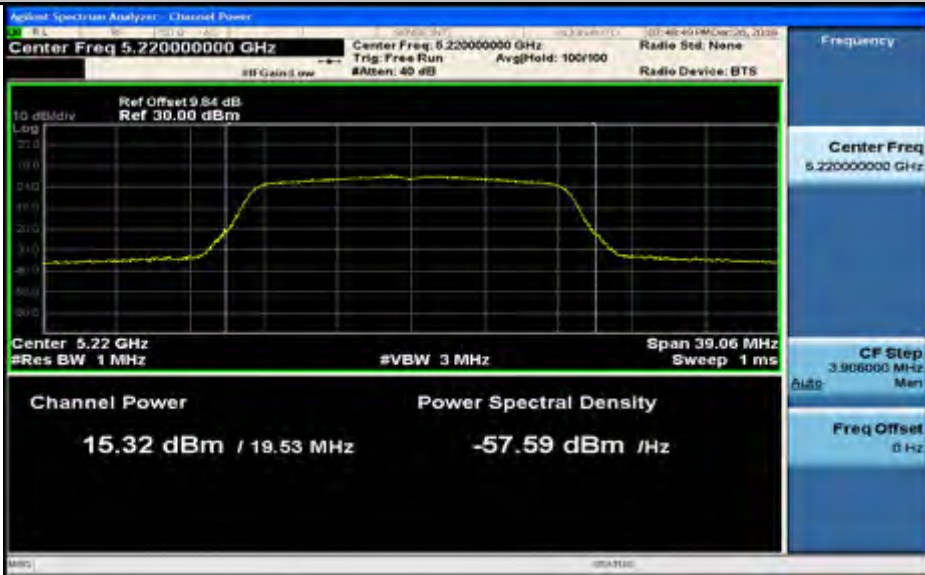 Agilent Spectrum Analyzer - Channel Power
Center Freq 5.220000000 GHz
#IFGain:Low
Center Freq: 5.220000000 GHz
Trig: Free Run
Avg|Hold: 100/100
#Atten: 40 dB
Radio Std: None
Radio Device: BTS
Ref Offset 9.84 dB
10 dB/div Ref 30.00 dBm
Log
Center 5.22 GHz
Span 39.06 MHz
#Res BW 1 MHz
#VBW 3 MHz
Sweep 1 ms
Channel Power
Power Spectral Density
15.32 dBm / 19.53 MHz
-57.59 dBm /Hz
Frequency
Center Freq
5.220000000 GHz
CF Step
3.906000 MHz
Auto Man
Freq Offset
0 Hz
MSG
STATUS